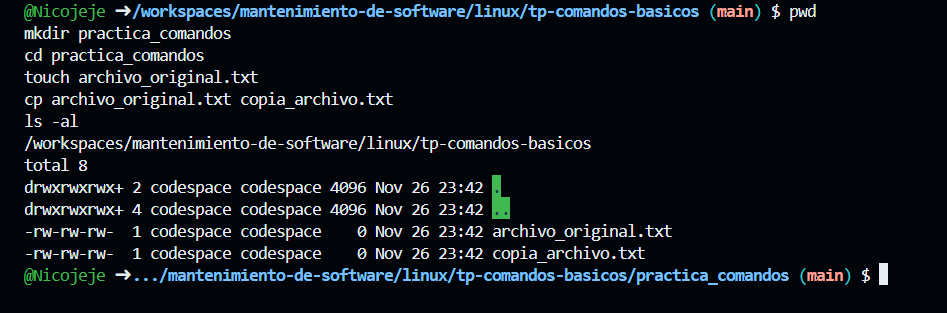 @Nicojeje ➜/workspaces/mantenimiento-de-software/linux/tp-comandos-basicos (main) $ pwd
mkdir practica_comandos
cd practica_comandos
touch archivo_original.txt
cp archivo_original.txt copia_archivo.txt
ls -al
/workspaces/mantenimiento-de-software/linux/tp-comandos-basicos
total 8
drwxrwxrwx+ 2 codespace codespace 4096 Nov 26 23:42 .
drwxrwxrwx+ 4 codespace codespace 4096 Nov 26 23:42 ..
-rw-rw-rw-  1 codespace codespace    0 Nov 26 23:42 archivo_original.txt
-rw-rw-rw-  1 codespace codespace    0 Nov 26 23:42 copia_archivo.txt
@Nicojeje ➜.../mantenimiento-de-software/linux/tp-comandos-basicos/practica_comandos (main) $